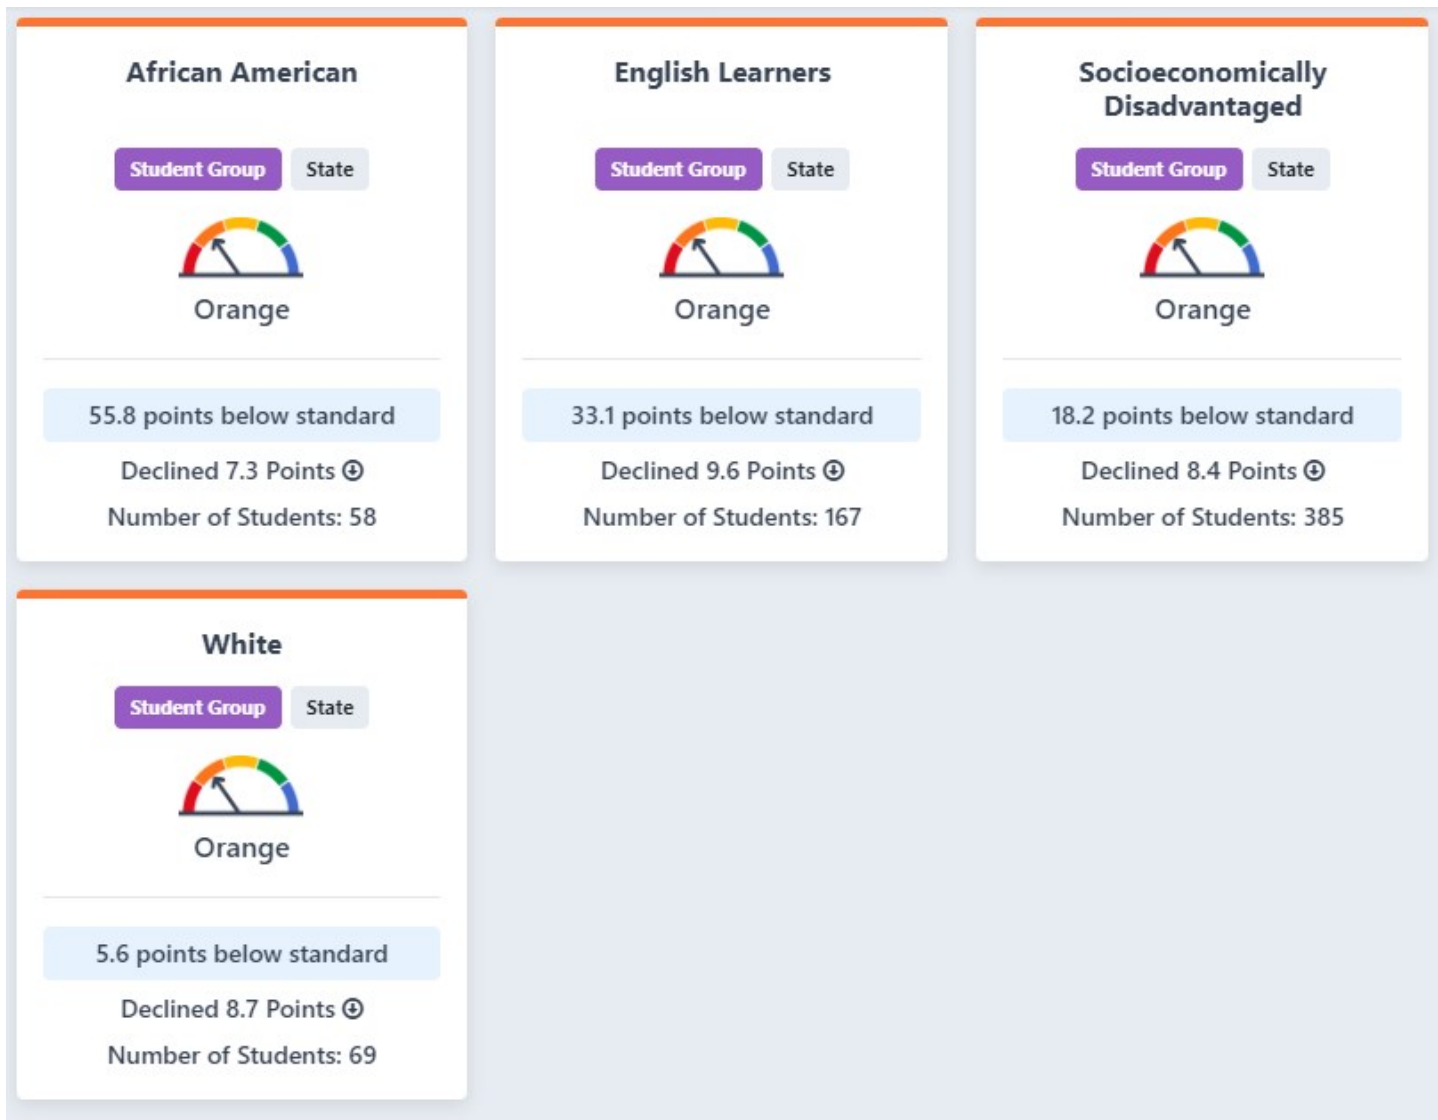 African American
Student Group State
Orange
55.8 points below standard
Declined 7.3 Points
Number of Students: 58
English Learners
Student Group State
Orange
33.1 points below standard
Declined 9.6 Points
Number of Students: 167
Socioeconomically
Disadvantaged
Student Group State
Orange
18.2 points below standard
Declined 8.4 Points
Number of Students: 385
White
Student Group State
Orange
5.6 points below standard
Declined 8.7 Points
Number of Students: 69